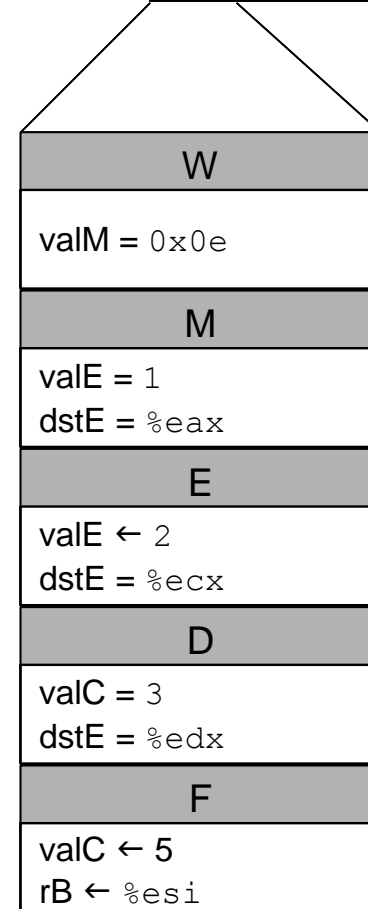 W
valM = 0x0e
M
valE = 1
dstE = %eax
E
valE ← 2
dstE = %ecx
D
valC = 3
dstE = %edx
F
valC ← 5
rB ← %esi